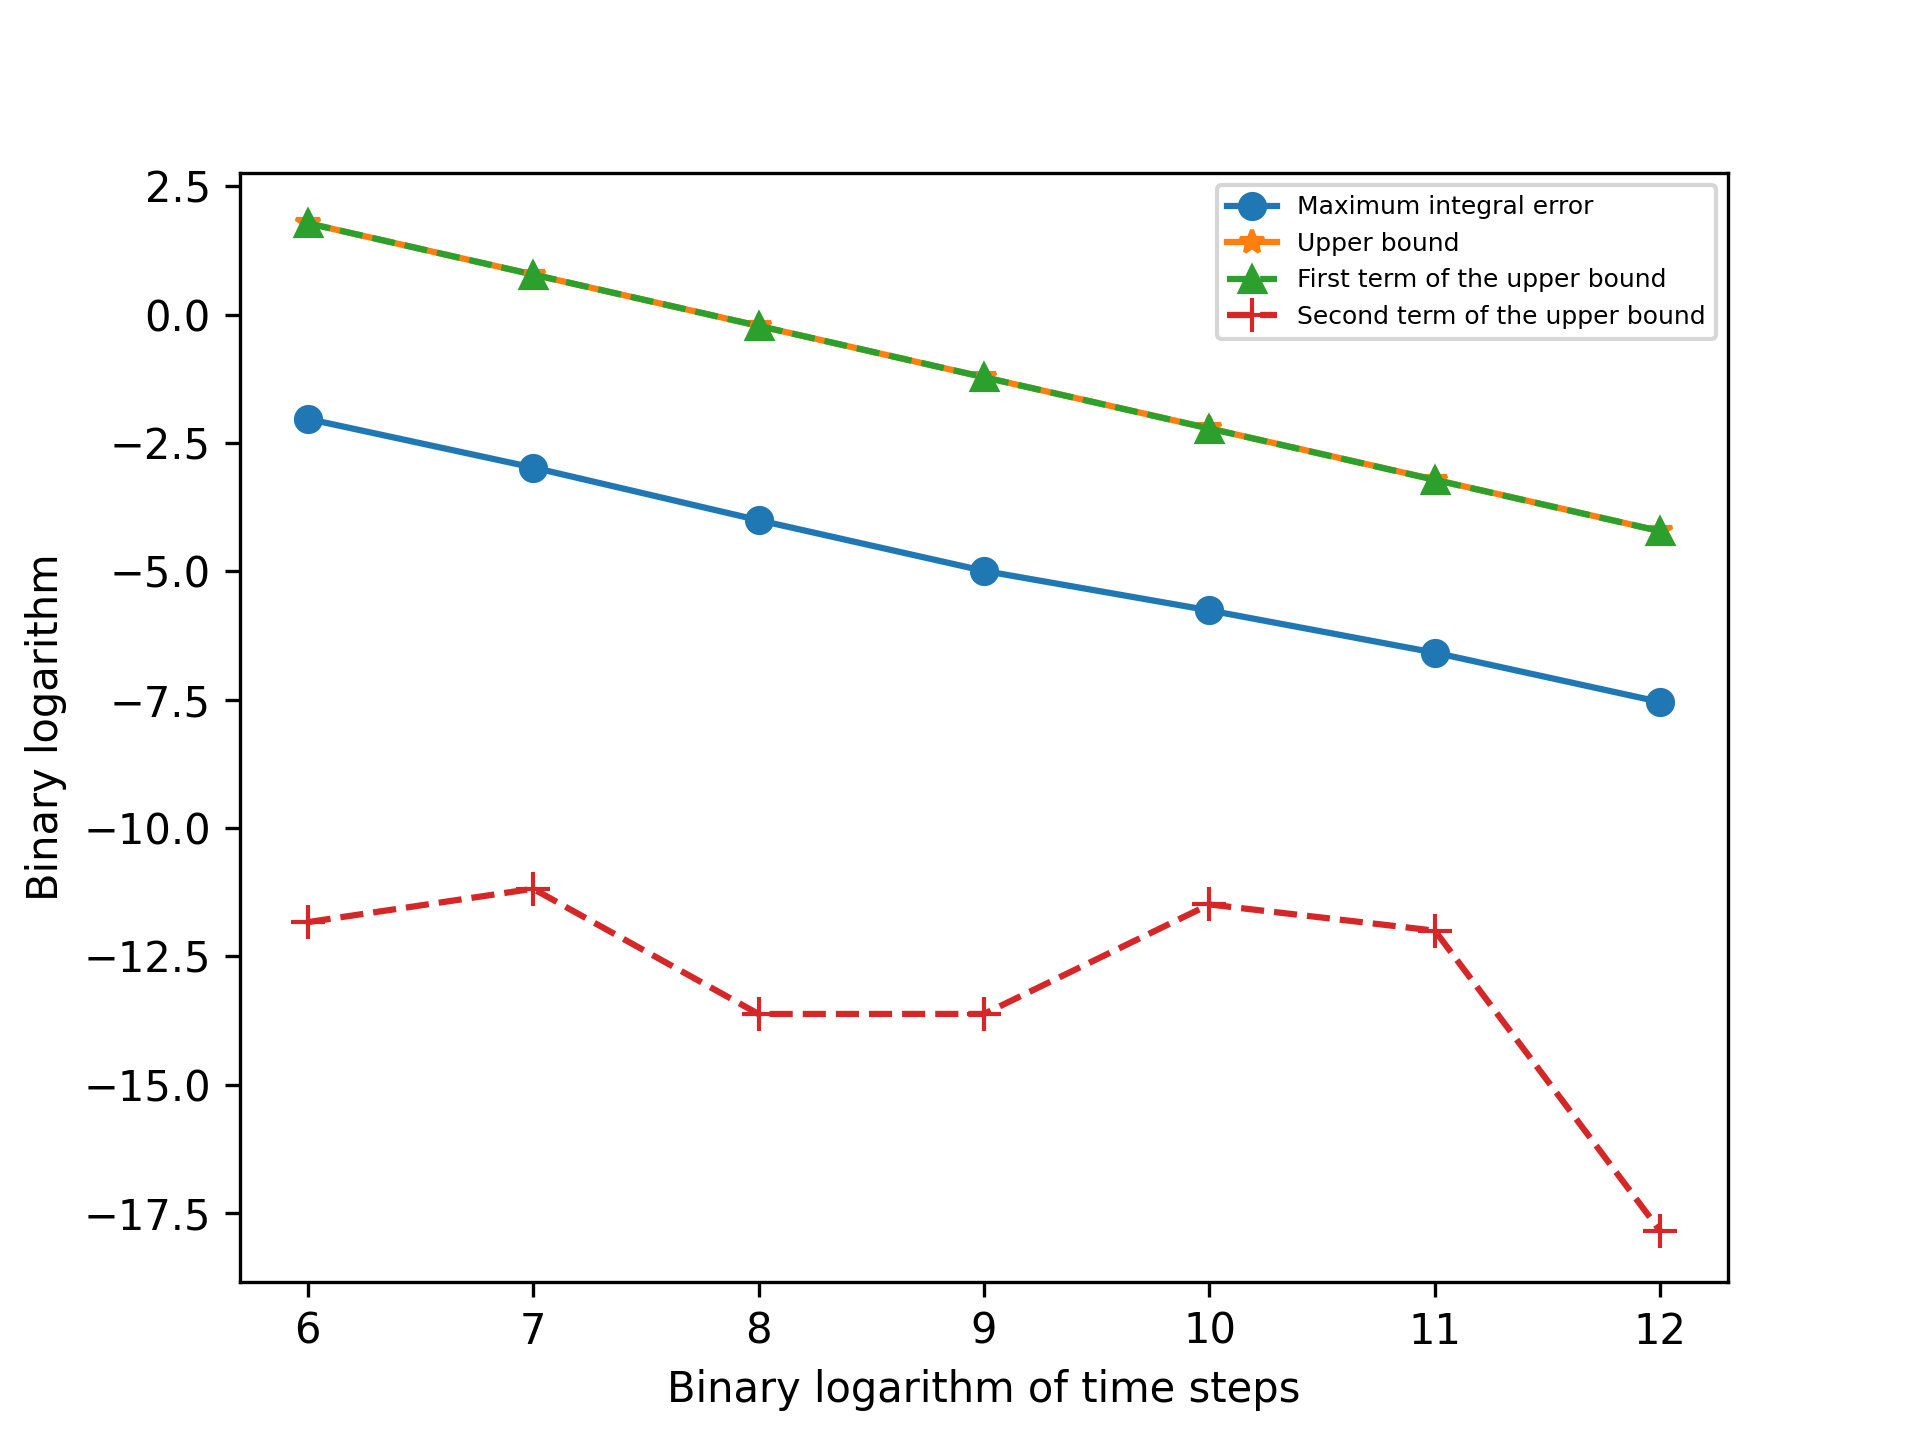 2.5
0.0
−2.5
−5.0
−7.5
−10.0
−12.5
−15.0
−17.5
Binary logarithm
Maximum integral error
Upper bound
First term of the upper bound
Second term of the upper bound
6 7 8 9 10 11 12
Binary logarithm of time steps